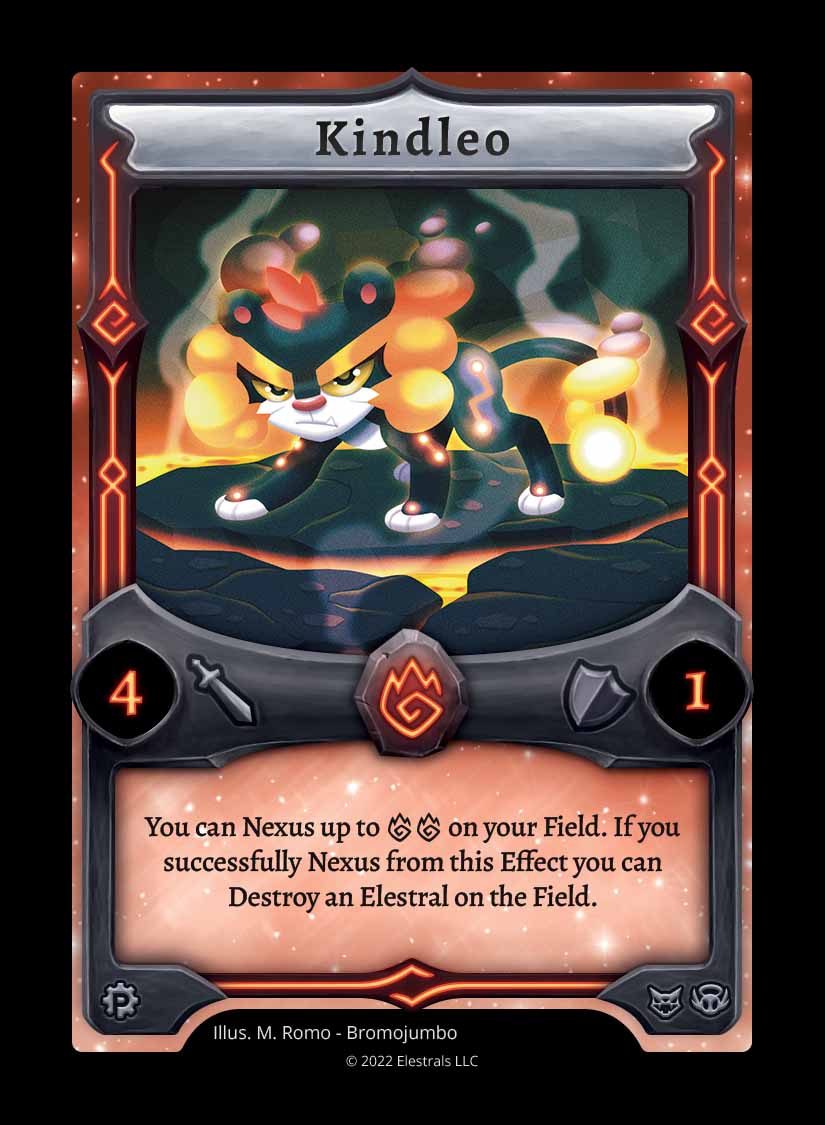 Kindleo
4
1
You can Nexus up to on your Field. If you
successfully Nexus from this Effect you can
Destroy an Elestral on the Field.
P
Illus. M. Romo - Bromojumbo
© 2022 Elestrals LLC